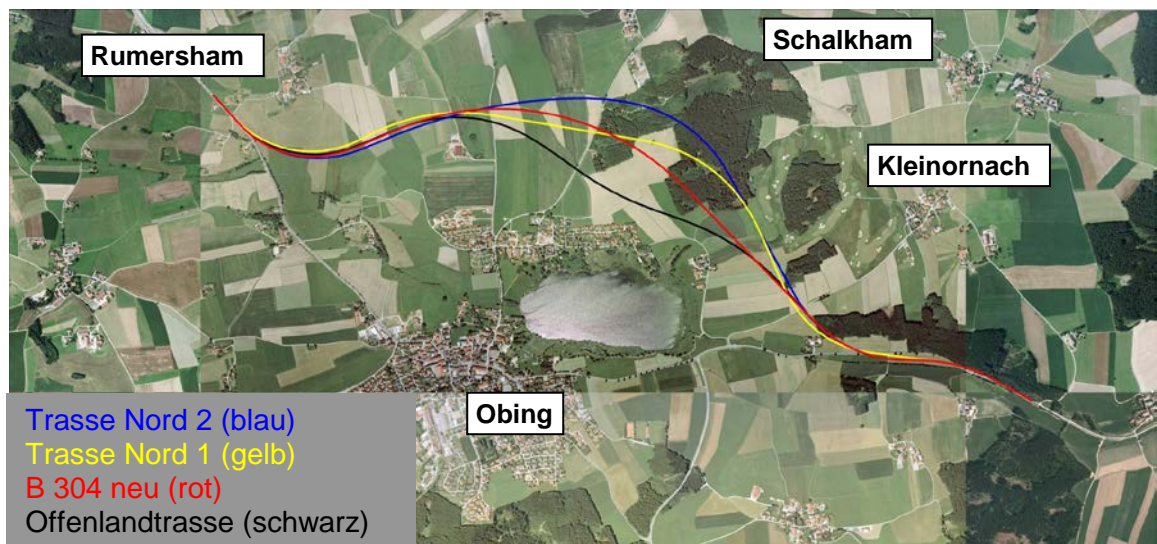 Rumersham
Schalkham
Kleinornach
Obing
Trasse Nord 2 (blau)
Trasse Nord 1 (gelb)
B 304 neu (rot)
Offenlandtrasse (schwarz)